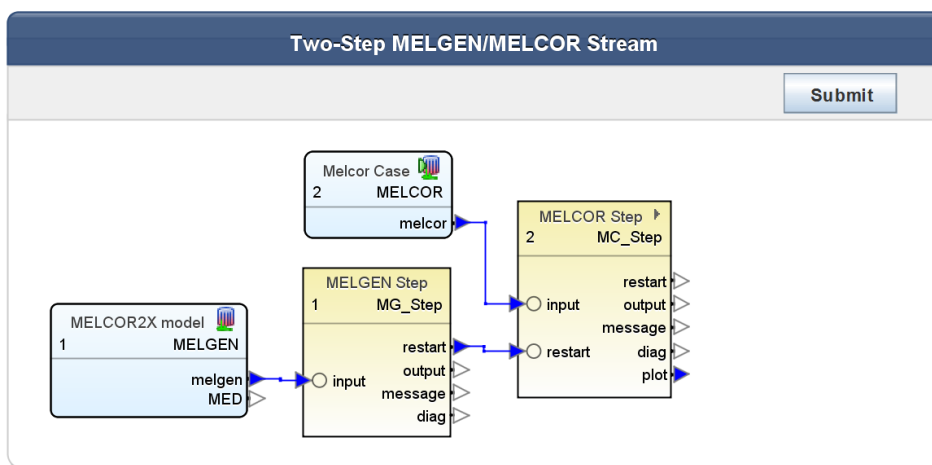 Two-Step MELGEN/MELCOR Stream
Submit
Melcor Case
2 MELCOR
melcor
MELCOR Step
2 MC_Step
restart
input output
message
restart diag
plot
MELGEN Step
1 MG_Step
restart
input output
message
diag
MELCOR2X model
1 MELGEN
melgen
MED